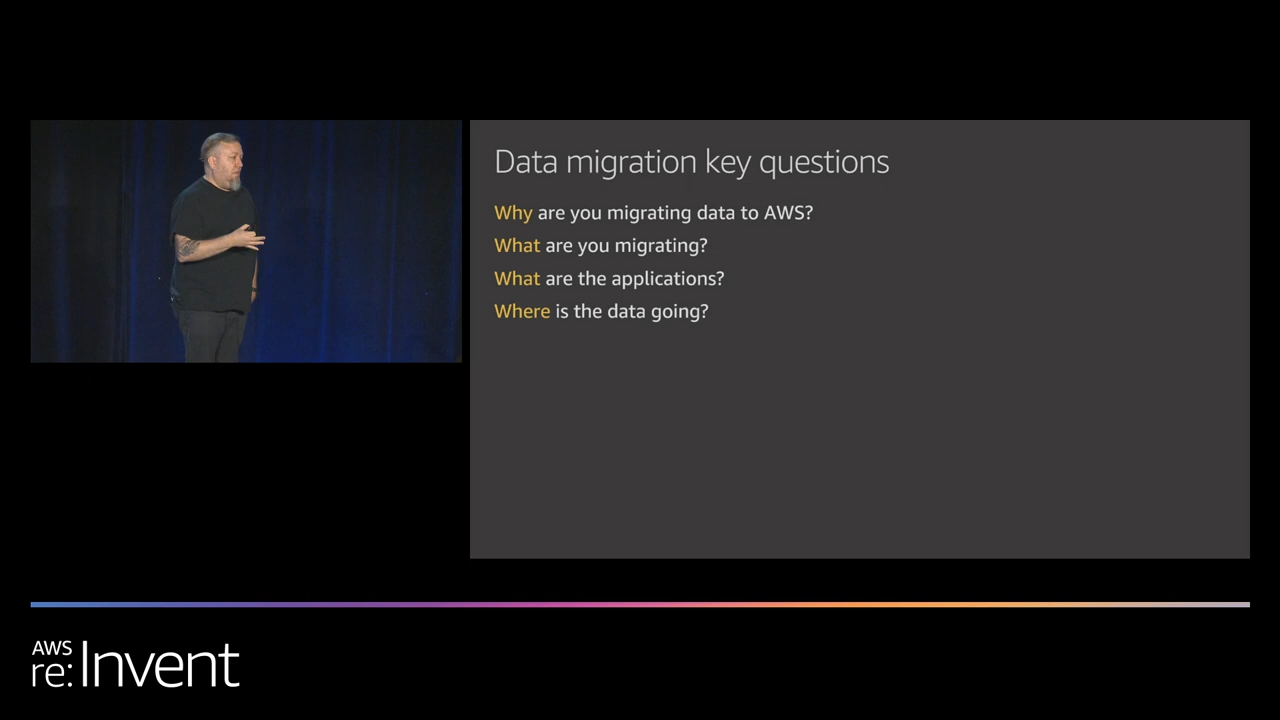 Data migration key questions
Why are you migrating data to AWS?
What are you migrating?
What are the applications?
Where is the data going?
AWS
re:Invent